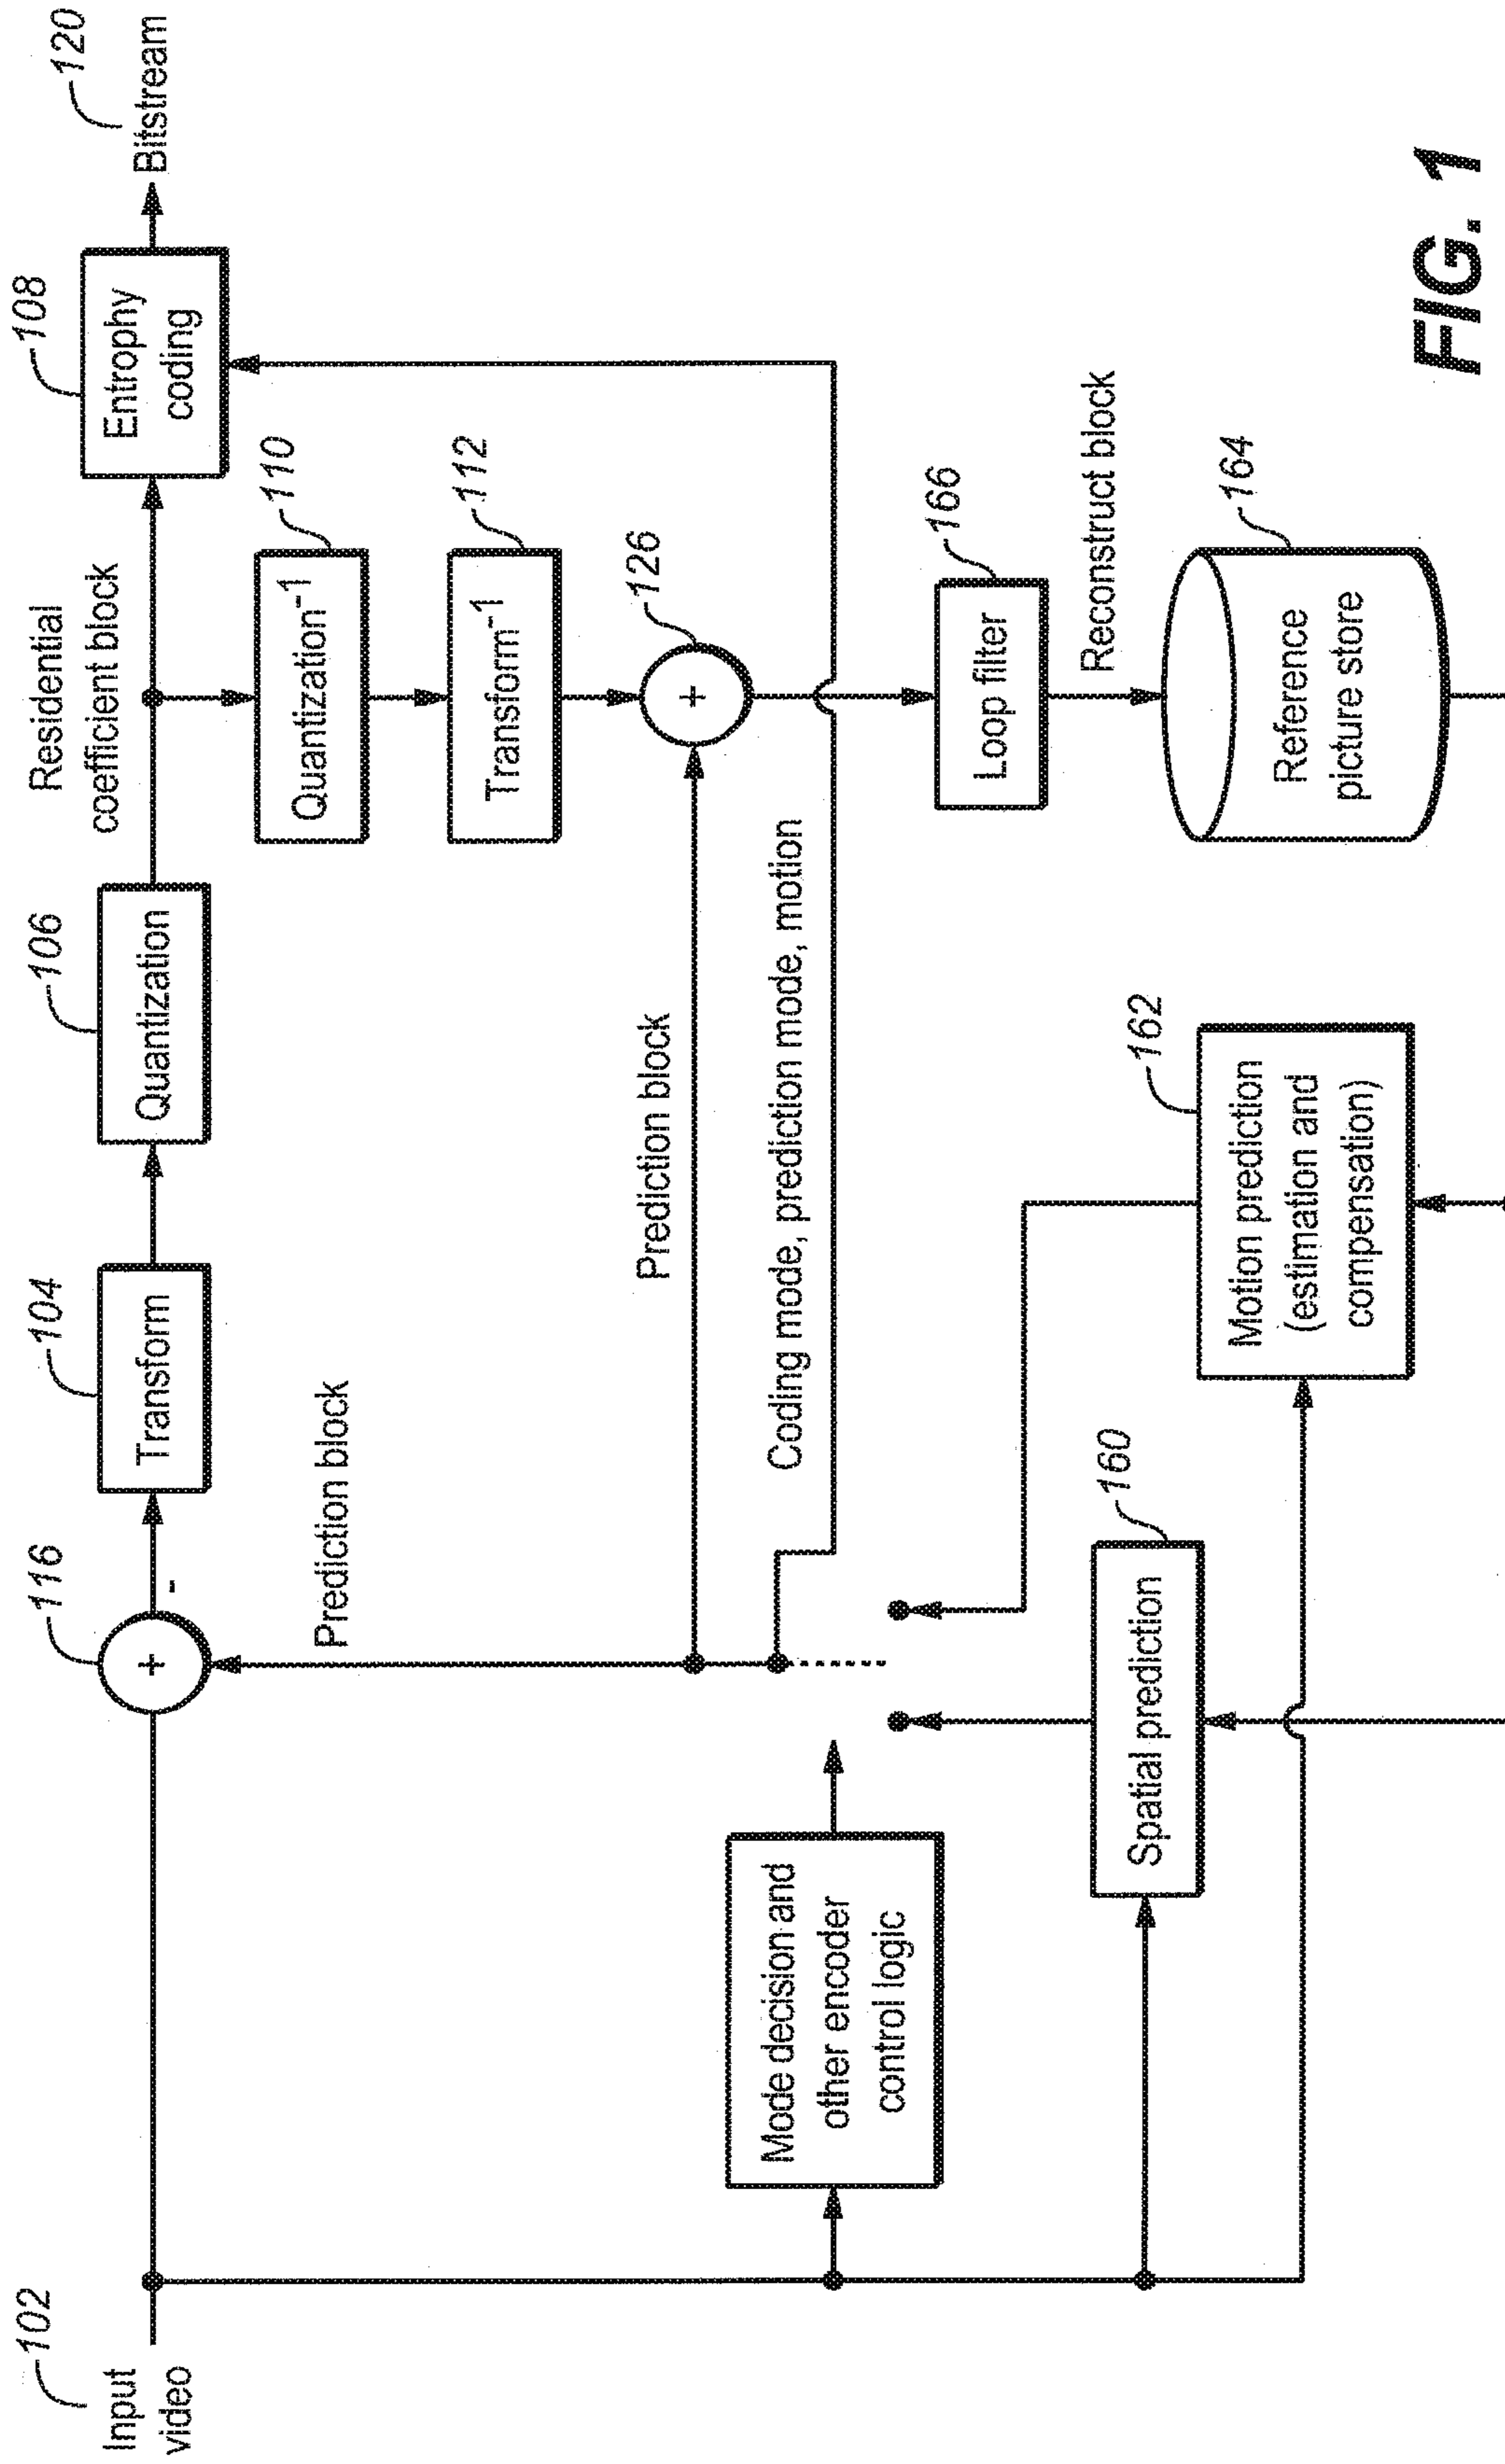 102
Input
video
116
+
-
104
Transform
106
Quantization
Residential
coefficient block
108
Entrophy
coding
120
Bitstream
Prediction block
110
Quantization⁻¹
112
Transform⁻¹
126
+
Prediction block
Coding mode, prediction mode, motion
Mode decision and
other encoder
control logic
160
Spatial prediction
162
Motion prediction
(estimation and
compensation)
166
Loop filter
Reconstruct block
164
Reference
picture store
FIG. 1